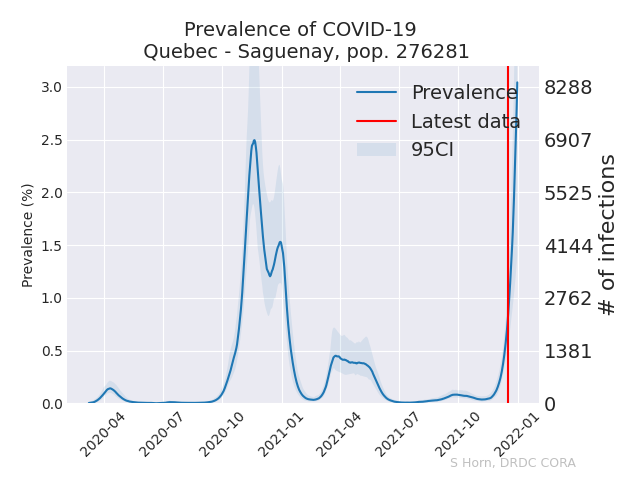 Prevalence of COVID-19
Quebec - Saguenay, pop. 276281
Prevalence
Latest data
95CI
3.0
2.5
2.0
1.5
1.0
0.5
0.0
Prevalence (%)
8288
6907
5525
4144
2762
1381
0
# of infections
2020-04
2020-07
2020-10
2021-01
2021-04
2021-07
2021-10
2022-01
S Horn, DRDC CORA